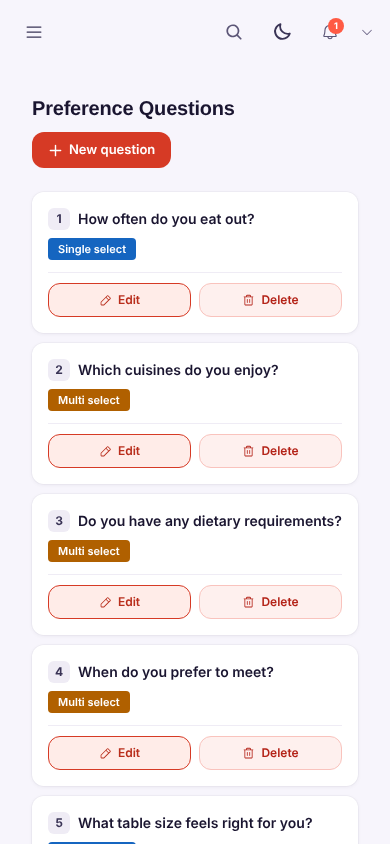 1
Preference Questions
New question
1 How often do you eat out?
Single select
Edit Delete
2 Which cuisines do you enjoy?
Multi select
Edit Delete
3 Do you have any dietary requirements?
Multi select
Edit Delete
4 When do you prefer to meet?
Multi select
Edit Delete
5 What table size feels right for you?